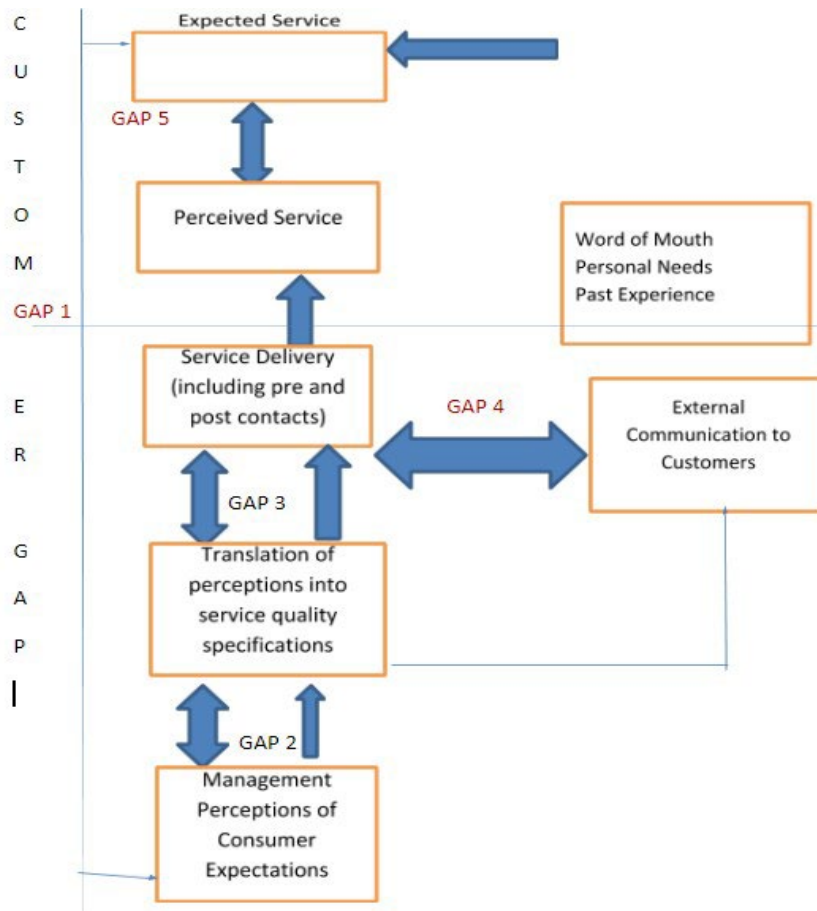 C
U
S
T
O
M
E
R
G
A
P
Expected Service
GAP 5
Perceived Service
Word of Mouth
Personal Needs
Past Experience
GAP 1
Service Delivery
(including pre and
post contacts)
GAP 4
External
Communication to
Customers
GAP 3
Translation of
perceptions into
service quality
specifications
GAP 2
Management
Perceptions of
Consumer
Expectations